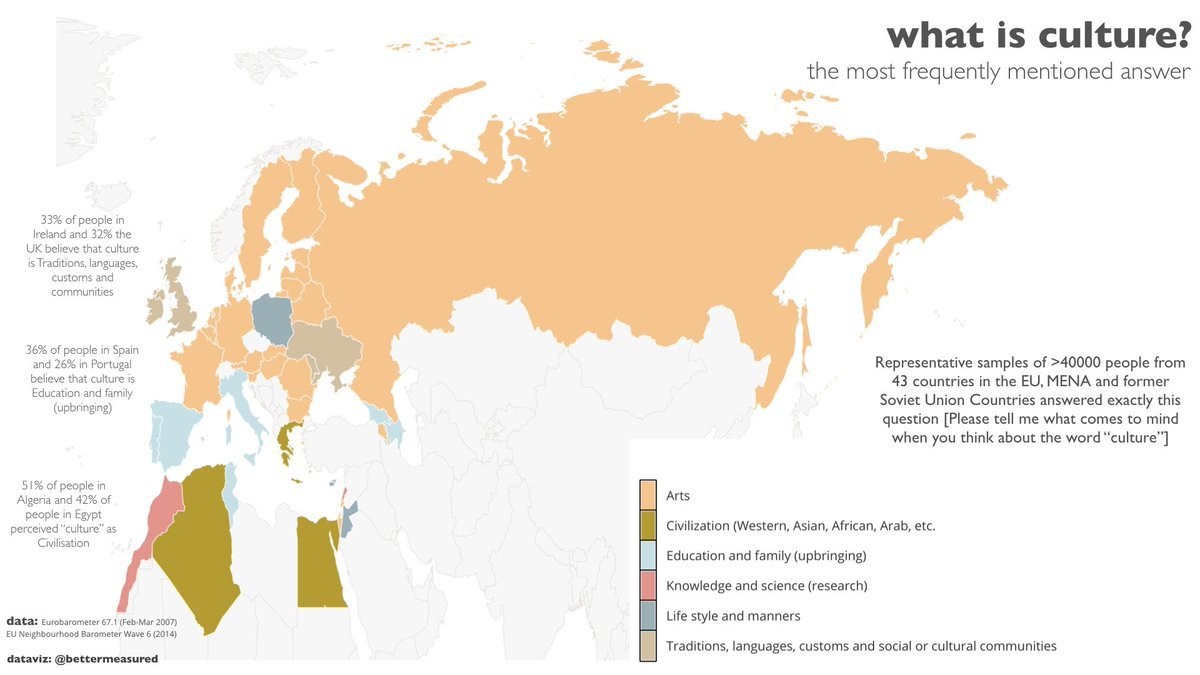 what is culture?
the most frequently mentioned answer
33% of people in
Ireland and 32% the
UK believe that culture
is Traditions, languages,
customs and
communities
36% of people in Spain
and 26% in Portugal
believe that culture is
Education and family
(upbringing)
51% of people in
Algeria and 42% of
people in Egypt
perceived “culture” as
Civilisation
Representative samples of >40000 people from
43 countries in the EU, MENA and former
Soviet Union Countries answered exactly this
question [Please tell me what comes to mind
when you think about the word “culture”]
Arts
Civilization (Western, Asian, African, Arab, etc.
Education and family (upbringing)
Knowledge and science (research)
Life style and manners
Traditions, languages, customs and social or cultural communities
data: Eurobarometer 67.1 (Feb-Mar 2007)
EU Neighbourhood Barometer Wave 6 (2014)
dataviz: @bettermeasured